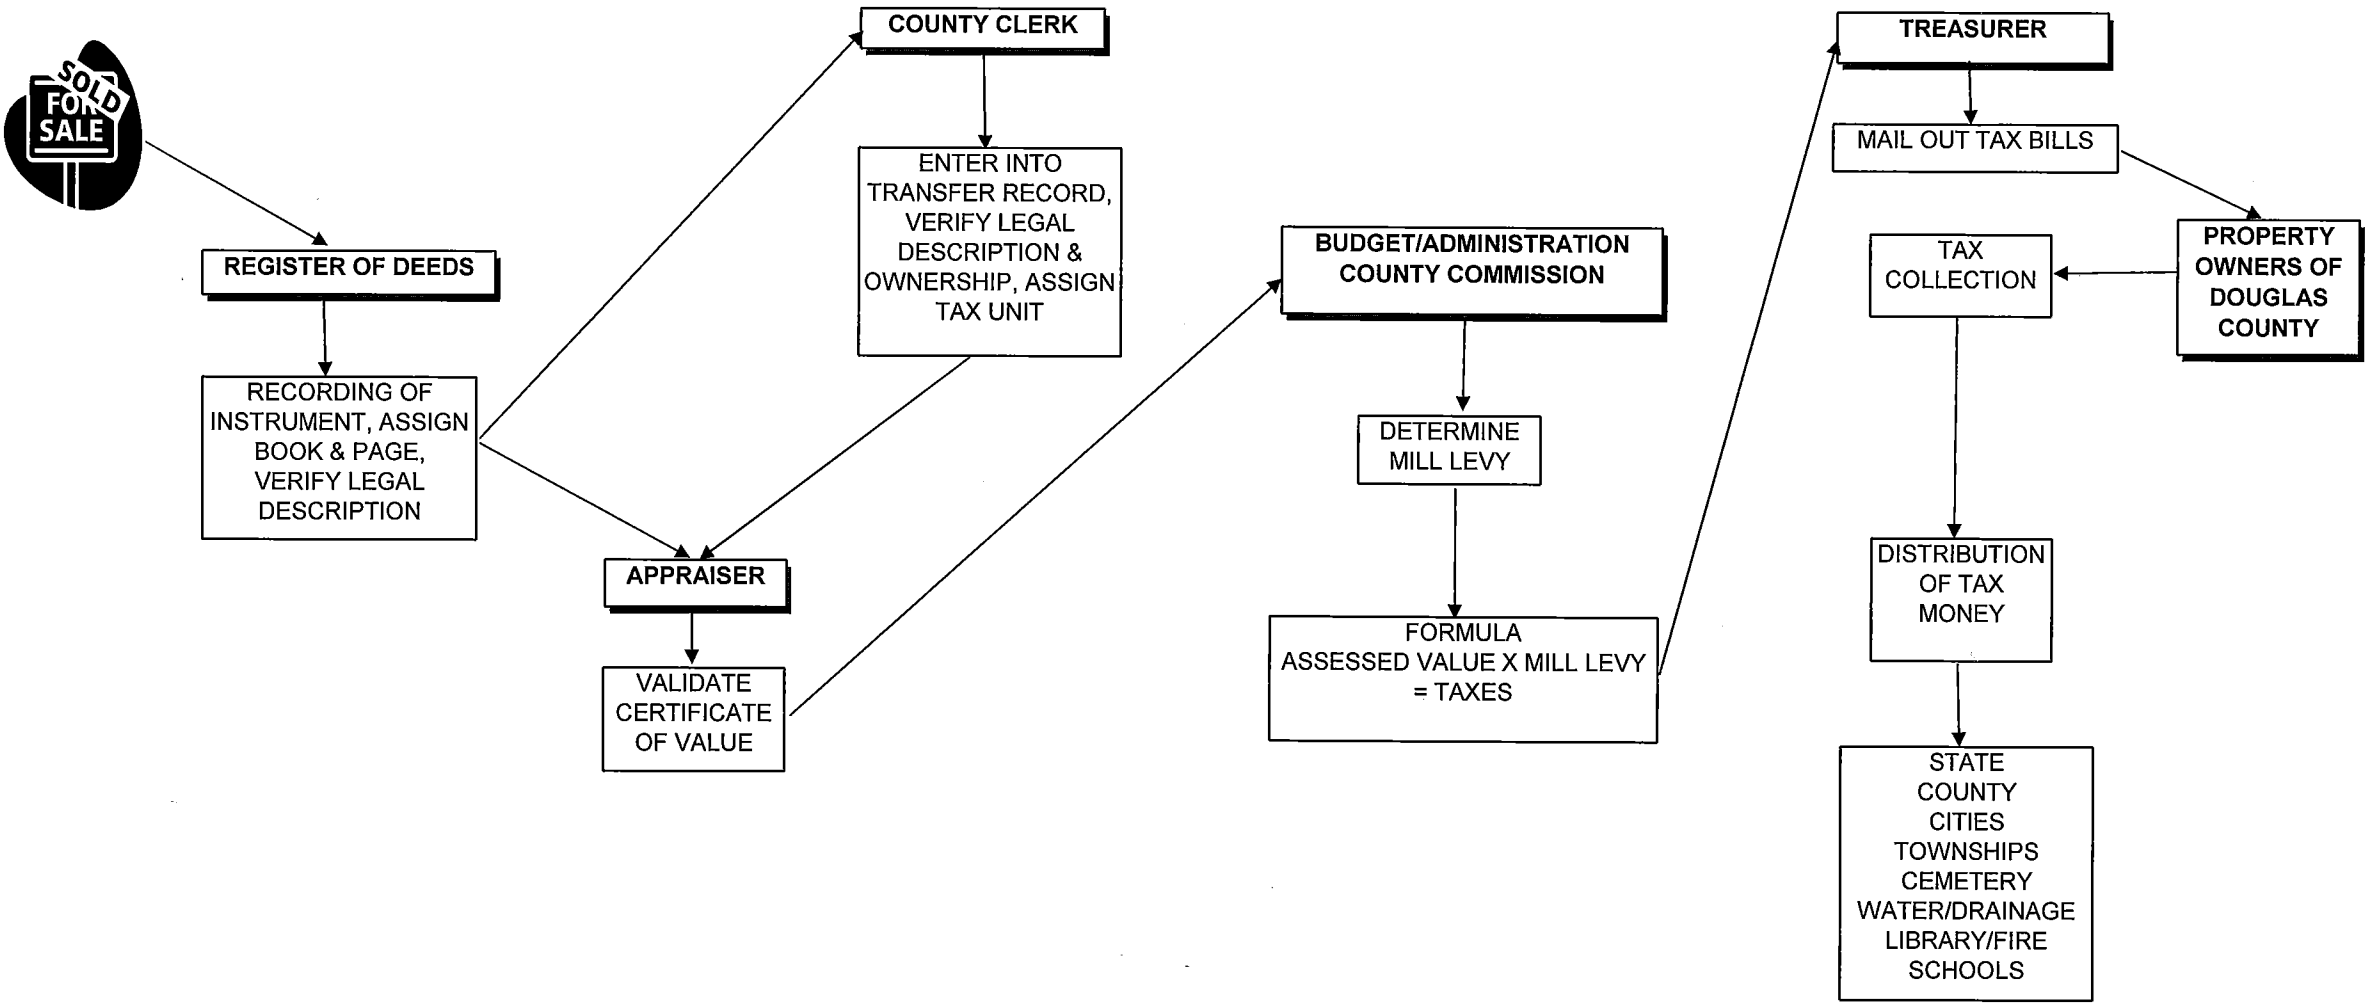 SOLD
FOR
SALE
REGISTER OF DEEDS
RECORDING OF
INSTRUMENT, ASSIGN
BOOK & PAGE,
VERIFY LEGAL
DESCRIPTION
COUNTY CLERK
ENTER INTO
TRANSFER RECORD,
VERIFY LEGAL
DESCRIPTION &
OWNERSHIP, ASSIGN
TAX UNIT
APPRAISER
VALIDATE
CERTIFICATE
OF VALUE
BUDGET/ADMINISTRATION
COUNTY COMMISSION
DETERMINE
MILL LEVY
FORMULA
ASSESSED VALUE X MILL LEVY
= TAXES
TREASURER
MAIL OUT TAX BILLS
PROPERTY
OWNERS OF
DOUGLAS
COUNTY
TAX
COLLECTION
DISTRIBUTION
OF TAX
MONEY
STATE
COUNTY
CITIES
TOWNSHIPS
CEMETERY
WATER/DRAINAGE
LIBRARY/FIRE
SCHOOLS